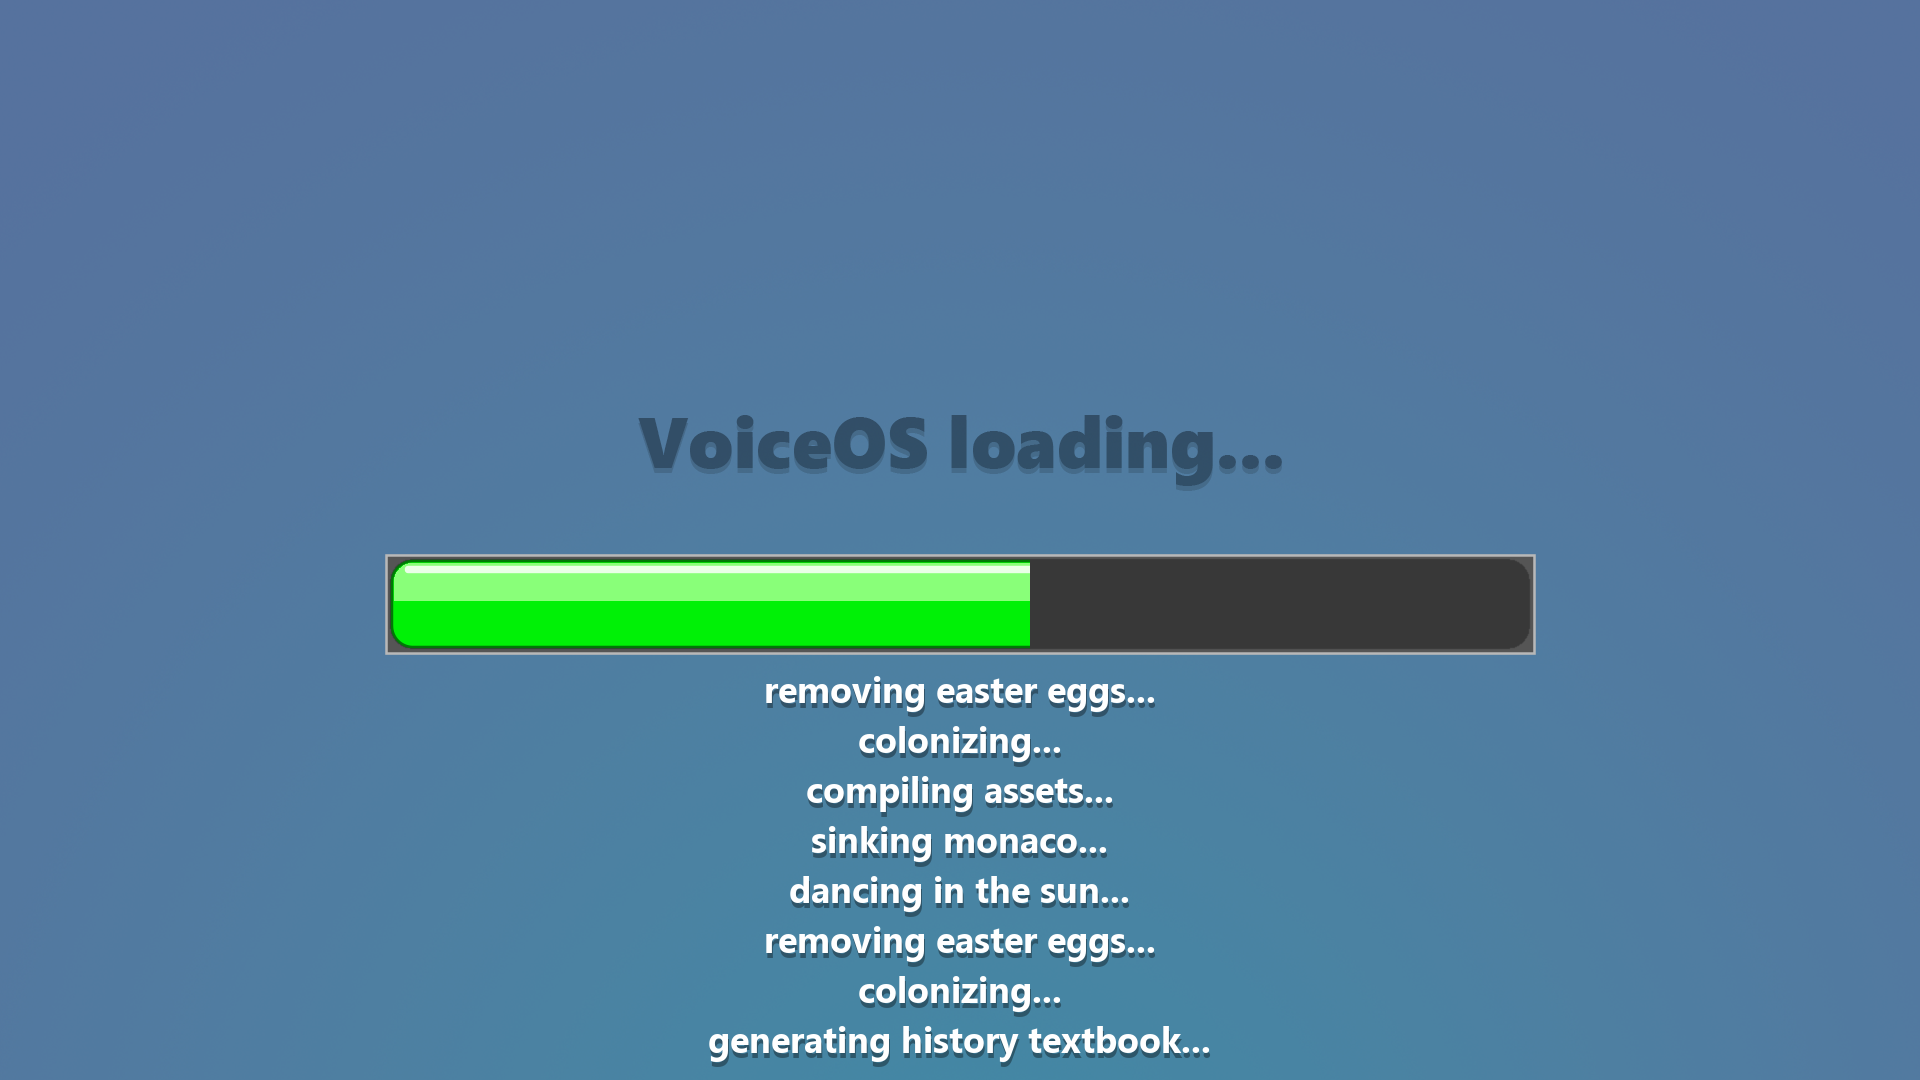 VoiceOS loading...
removing easter eggs...
colonizing...
compiling assets...
sinking monaco...
dancing in the sun...
removing easter eggs...
colonizing...
generating history textbook...